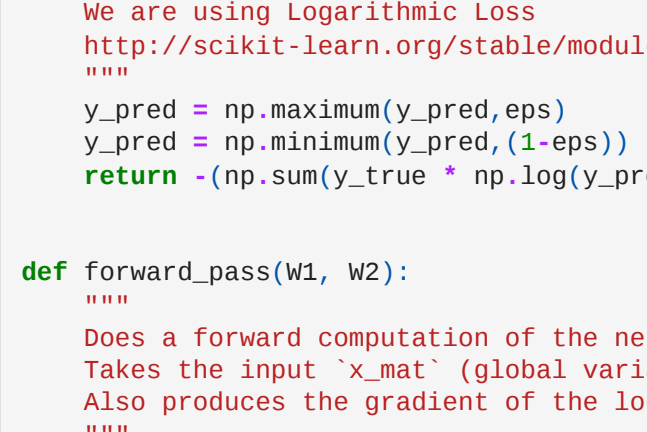 We are using Logarithmic Loss
http://scikit-learn.org/stable/modul
"""
y_pred = np.maximum(y_pred,eps)
y_pred = np.minimum(y_pred,(1-eps))
return -(np.sum(y_true * np.log(y_pr
def forward_pass(W1, W2):
"""
Does a forward computation of the ne
Takes the input `x_mat` (global vari
Also produces the gradient of the lo
"""